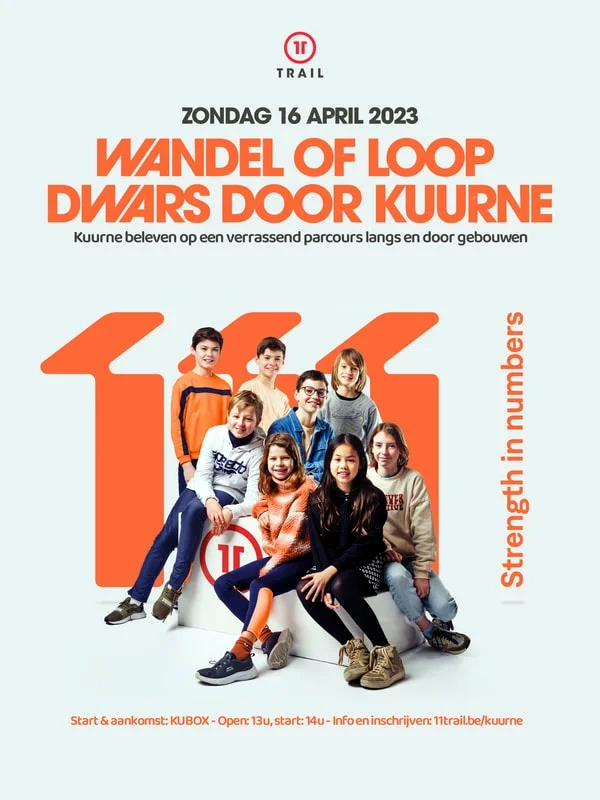 11
TRAIL
ZONDAG 16 APRIL 2023
WANDEL OF LOOP
DWARS DOOR KUURNE
Kuurne beleven op een verrassend parcours langs en door gebouwen
111
Strength in numbers
11
Start & aankomst: KUBOX - Open: 13u, start: 14u - Info en inschrijven: 11trail.be/kuurne